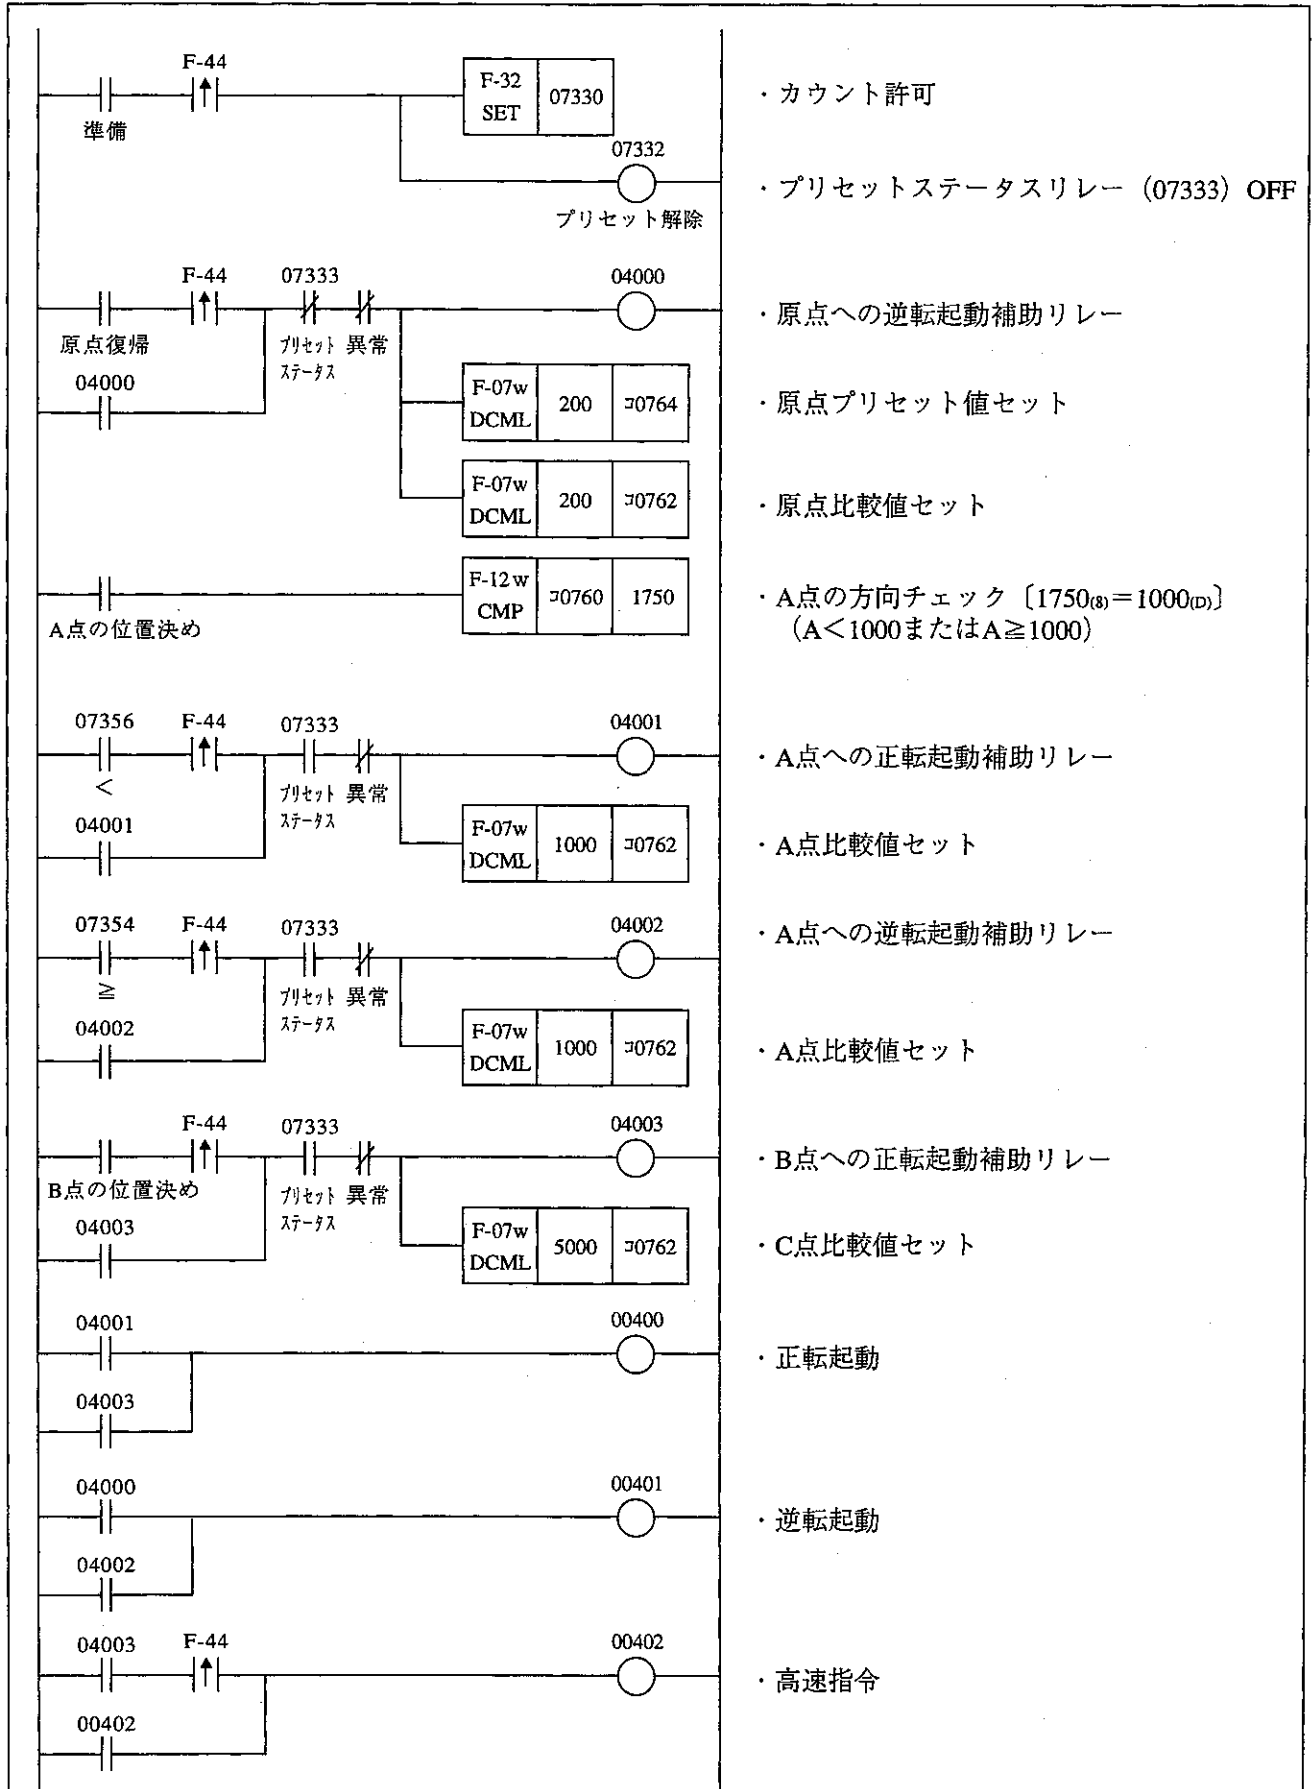 F-44
準備
F-32
SET
07330
・カウント許可
07332
プリセット解除
・プリセットステータスリレー（07333）OFF
F-44
07333
04000
原点復帰
プリセット
ステータス
異常
・原点への逆転起動補助リレー
04000
F-07w
DCML
200
コ0764
・原点プリセット値セット
F-07w
DCML
200
コ0762
・原点比較値セット
A点の位置決め
F-12w
CMP
コ0760
1750
・A点の方向チェック〔1750(8)＝1000(D)〕
（A＜1000またはA≧1000）
07356
F-44
07333
04001
＜
プリセット
ステータス
異常
・A点への正転起動補助リレー
04001
F-07w
DCML
1000
コ0762
・A点比較値セット
07354
F-44
07333
04002
≧
プリセット
ステータス
異常
・A点への逆転起動補助リレー
04002
F-07w
DCML
1000
コ0762
・A点比較値セット
F-44
07333
04003
B点の位置決め
プリセット
ステータス
異常
・B点への正転起動補助リレー
04003
F-07w
DCML
5000
コ0762
・C点比較値セット
04001
00400
・正転起動
04003
04000
00401
・逆転起動
04002
04003
F-44
00402
・高速指令
00402